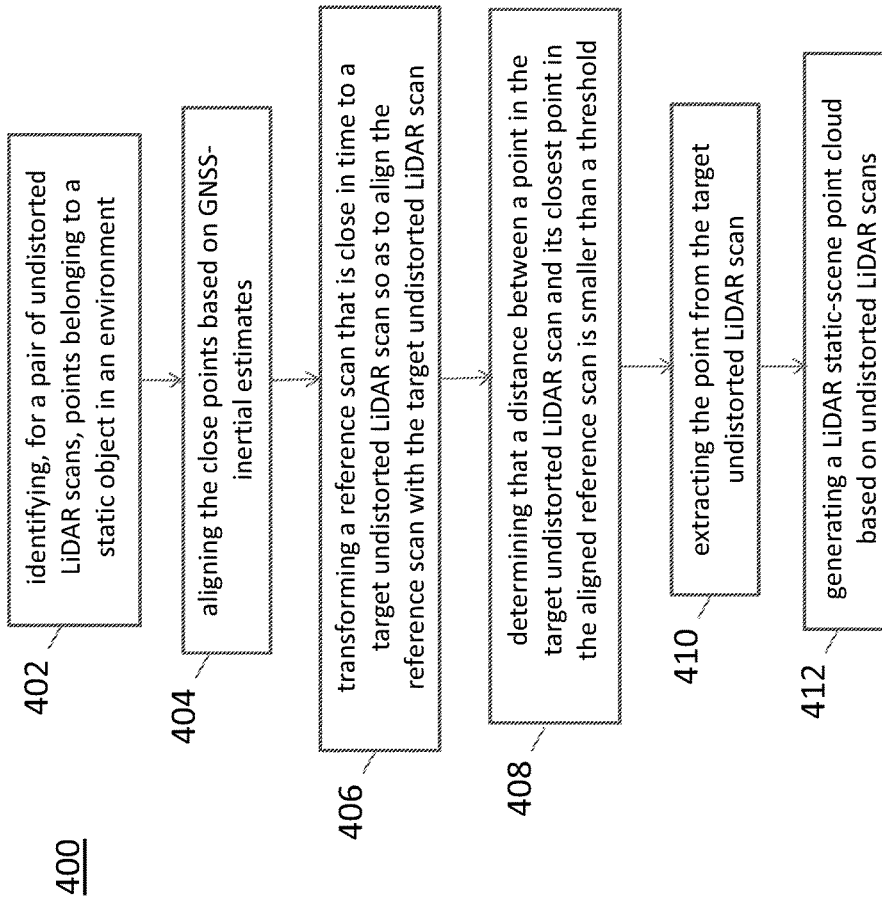 400
402
identifying, for a pair of undistorted
LiDAR scans, points belonging to a
static object in an environment
404
aligning the close points based on GNSS-
inertial estimates
406
transforming a reference scan that is close in time to a
target undistorted LiDAR scan so as to align the
reference scan with the target undistorted LiDAR scan
408
determining that a distance between a point in the
target undistorted LiDAR scan and its closest point in
the aligned reference scan is smaller than a threshold
410
extracting the point from the target
undistorted LiDAR scan
412
generating a LiDAR static-scene point cloud
based on undistorted LiDAR scans